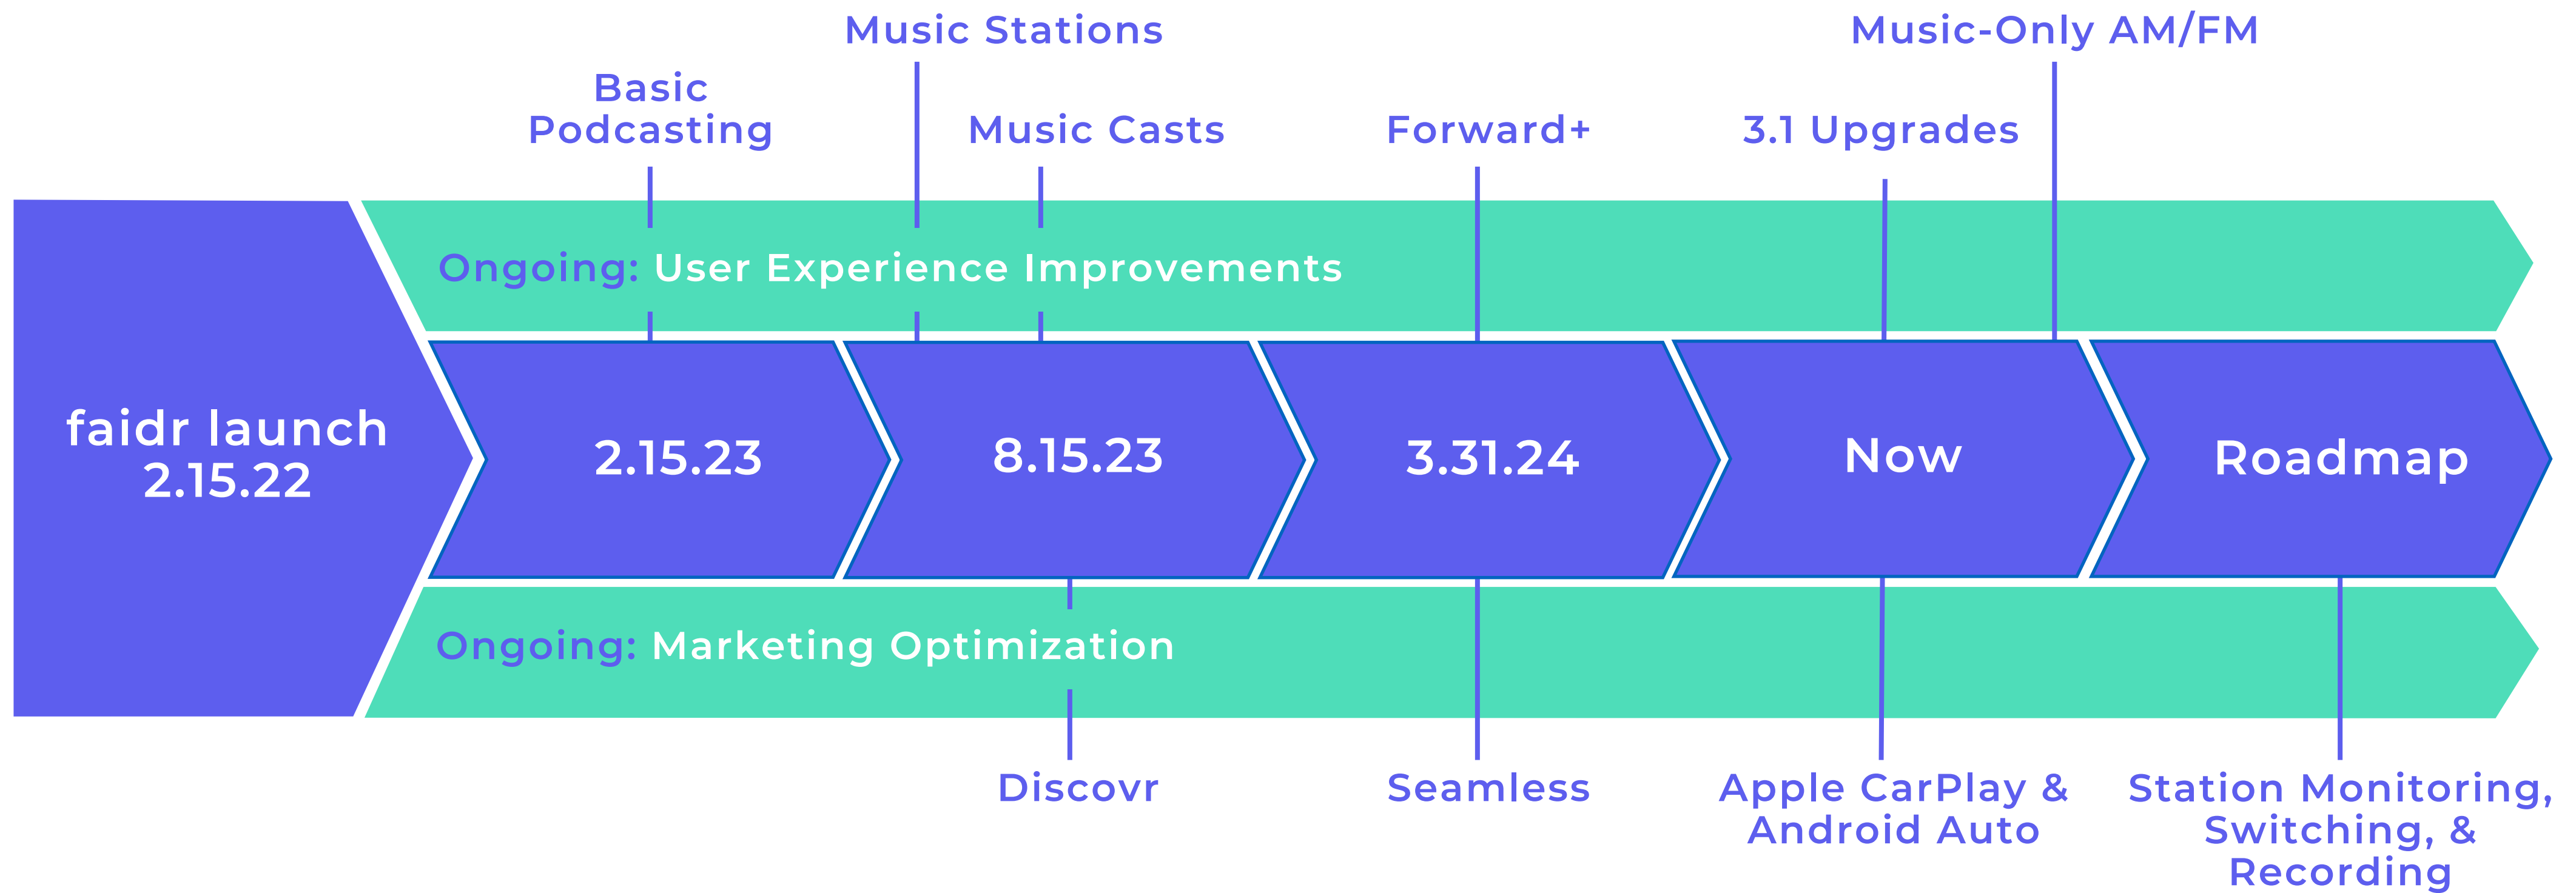 Music Stations
Music-Only AM/FM
Basic
Podcasting
Music Casts
Forward+
3.1 Upgrades
Ongoing: User Experience Improvements
faidr launch
2.15.22
2.15.23
8.15.23
3.31.24
Now
Roadmap
Ongoing: Marketing Optimization
Discovr
Seamless
Apple CarPlay &
Android Auto
Station Monitoring,
Switching, &
Recording